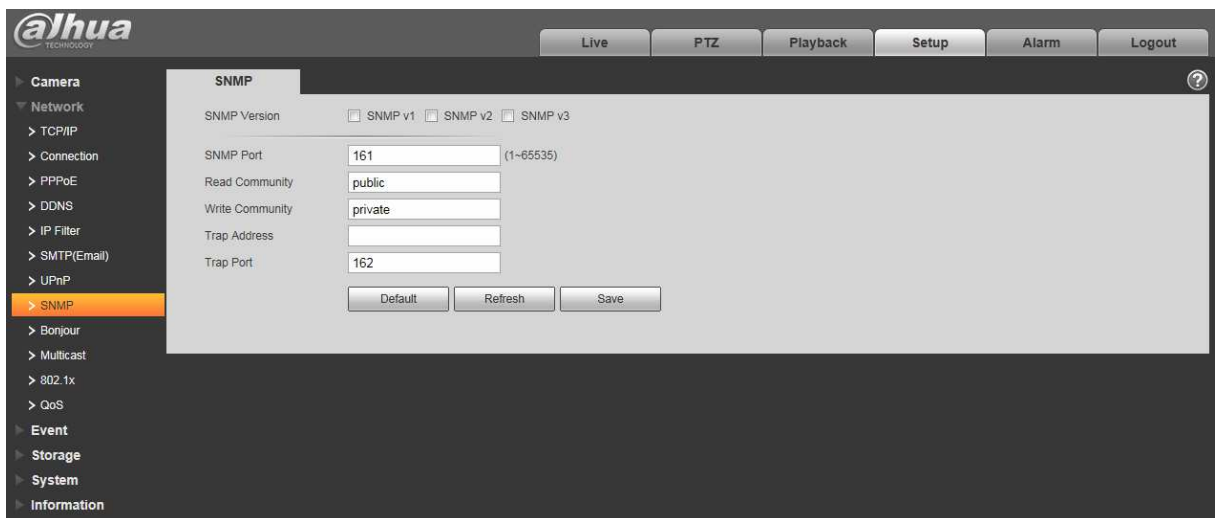 alhua
TECHNOLOGY
Live PTZ Playback Setup Alarm Logout
Camera
Network
> TCP/IP
> Connection
> PPPoE
> DDNS
> IP Filter
> SMTP(Email)
> UPnP
> SNMP
> Bonjour
> Multicast
> 802.1x
> QoS
Event
Storage
System
Information
SNMP
?
SNMP Version SNMP v1 SNMP v2 SNMP v3
SNMP Port 161 (1~65535)
Read Community public
Write Community private
Trap Address
Trap Port 162
Default Refresh Save